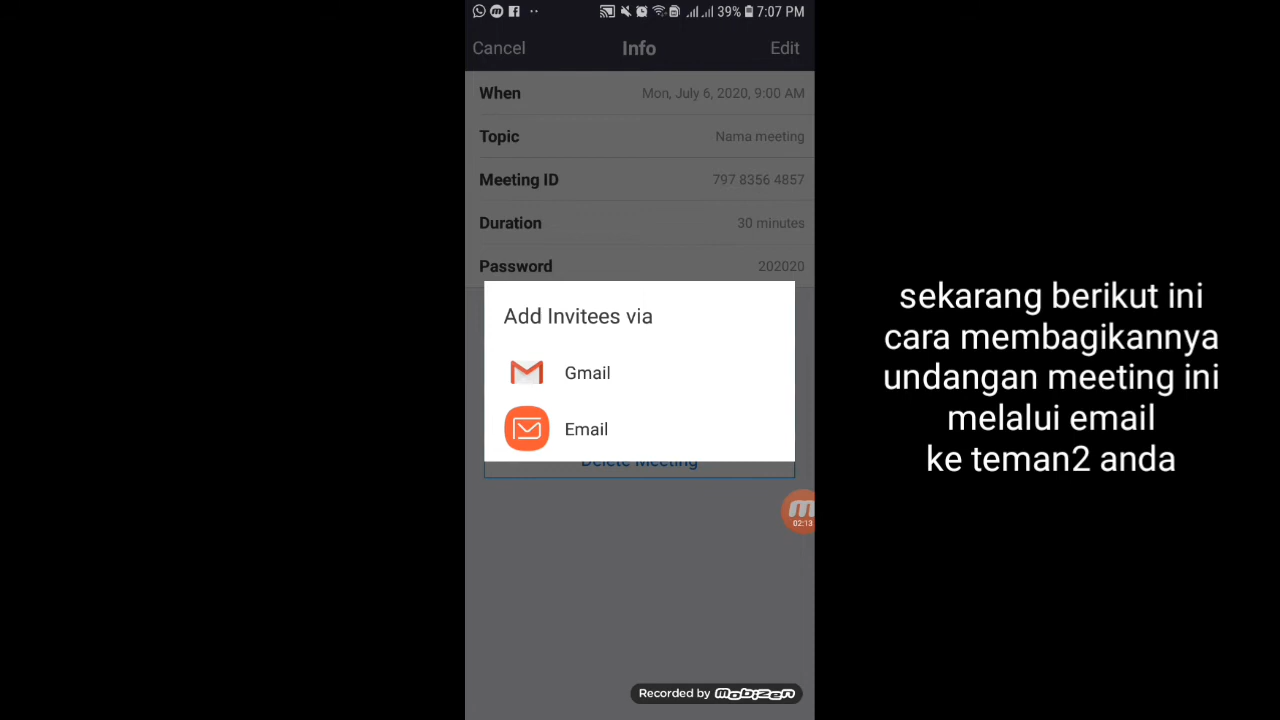 39% 7:07 PM
Cancel Info Edit
When Mon, July 6, 2020, 9:00 AM
Topic Nama meeting
Meeting ID 797 8356 4857
Duration 30 minutes
Password 202020
Add Invitees via
Gmail
Email
Delete Meeting
02:13
Recorded by mobizen
sekarang berikut ini
cara membagikannya
undangan meeting ini
melalui email
ke teman2 anda